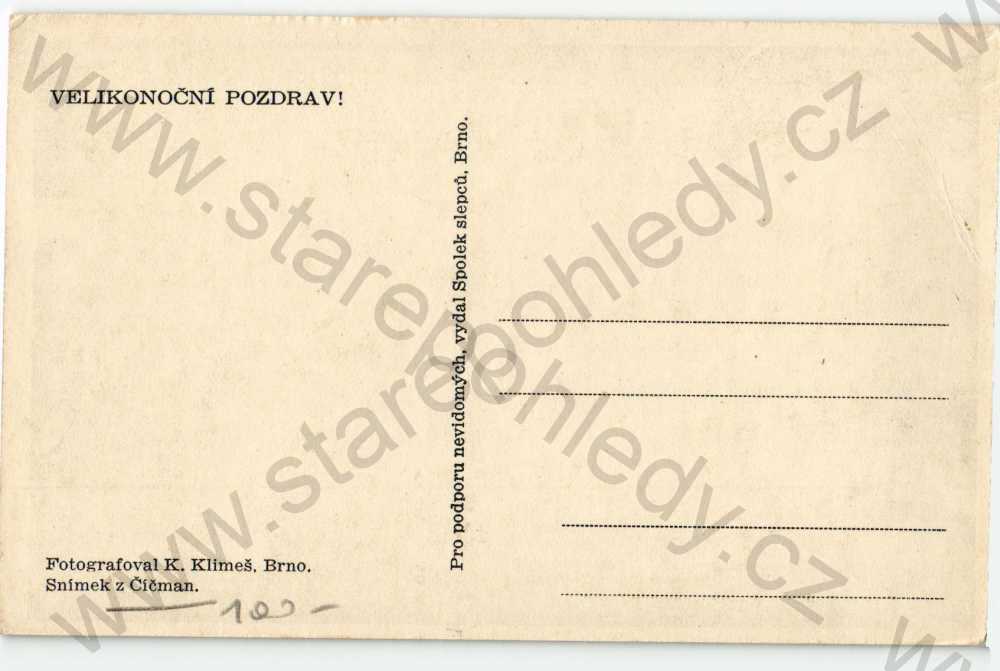 VELIKONOČNÍ POZDRAV!
Pro podporu nevidomých, vydal Spolek slepců, Brno.
Fotografoval K. Klimeš, Brno.
Snímek z Číčman.
100-
www.starepohledy.cz
www.starepohledy.cz